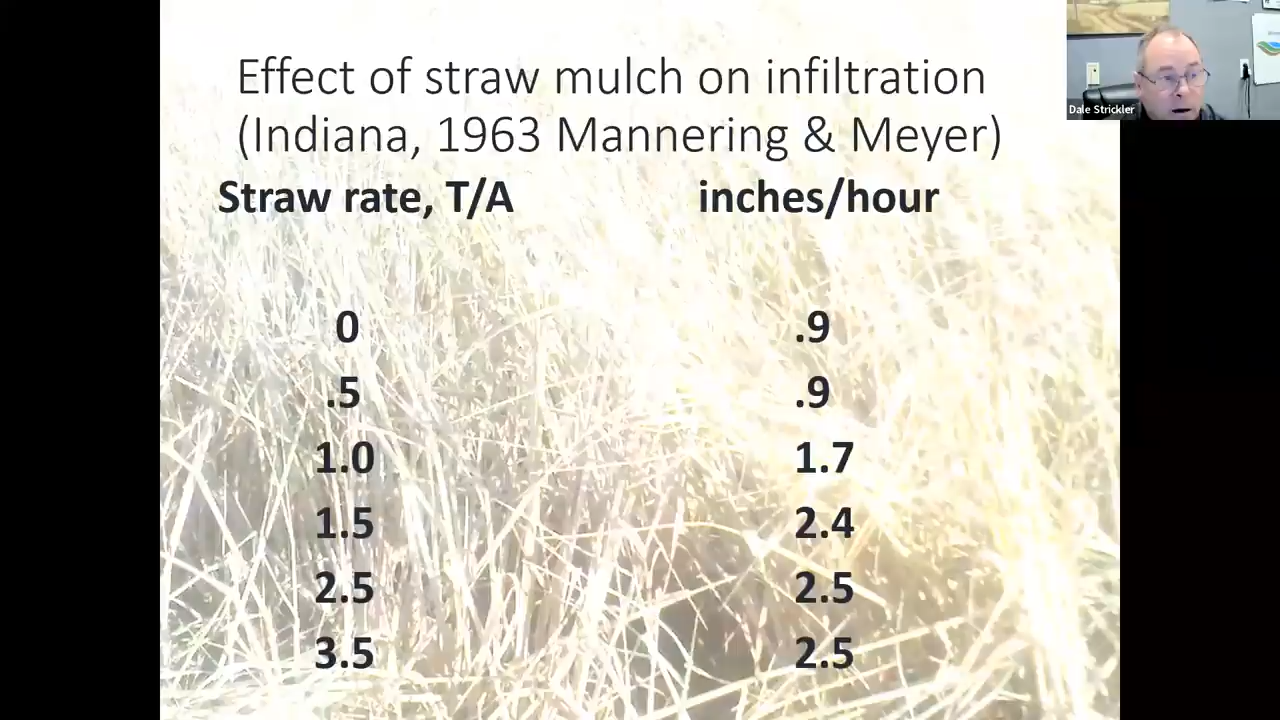 Effect of straw mulch on infiltration
(Indiana, 1963 Mannering & Meyer)
Straw rate, T/A inches/hour
0 .9
.5 .9
1.0 1.7
1.5 2.4
2.5 2.5
3.5 2.5
Dale Strickler